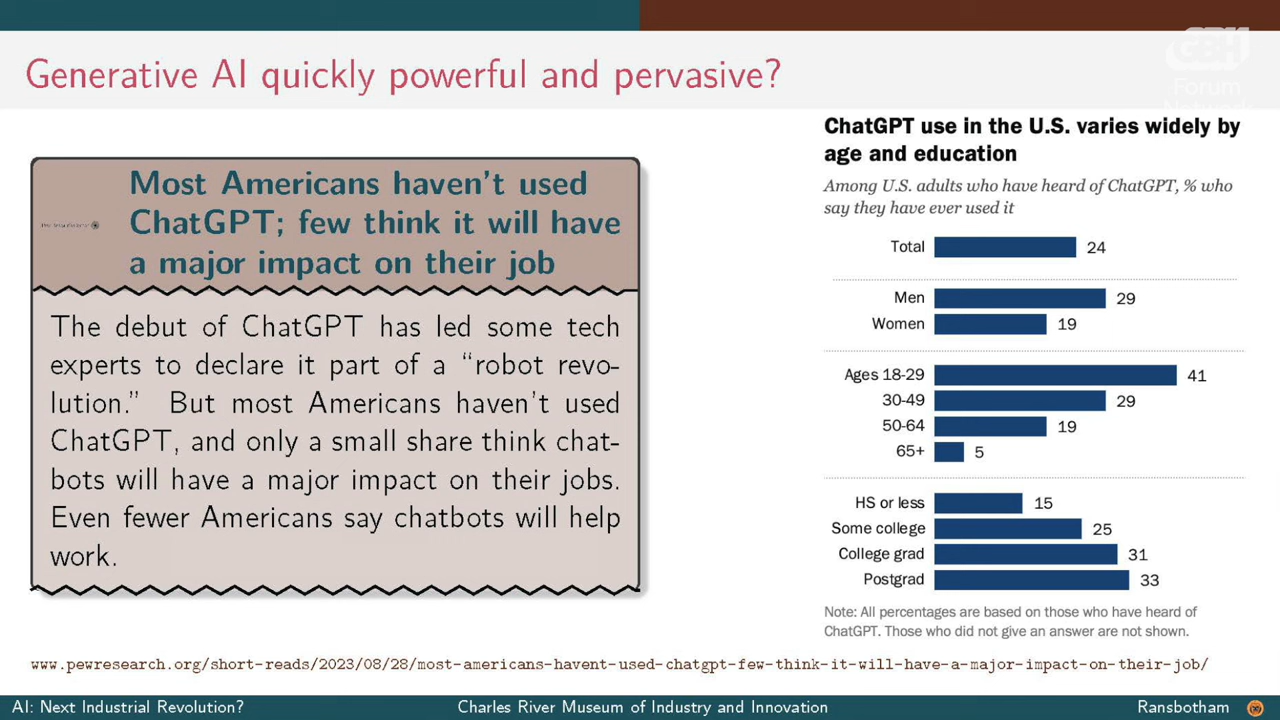 GBH
Forum
Network
Generative AI quickly powerful and pervasive?
Most Americans haven't used
ChatGPT; few think it will have
a major impact on their job
The debut of ChatGPT has led some tech
experts to declare it part of a “robot revo-
lution.” But most Americans haven't used
ChatGPT, and only a small share think chat-
bots will have a major impact on their jobs.
Even fewer Americans say chatbots will help
work.
ChatGPT use in the U.S. varies widely by
age and education
Among U.S. adults who have heard of ChatGPT, % who
say they have ever used it
Total 24
Men 29
Women 19
Ages 18-29 41
30-49 29
50-64 19
65+ 5
HS or less 15
Some college 25
College grad 31
Postgrad 33
Note: All percentages are based on those who have heard of
ChatGPT. Those who did not give an answer are not shown.
www.pewresearch.org/short-reads/2023/08/28/most-americans-havent-used-chatgpt-few-think-it-will-have-a-major-impact-on-their-job/
AI: Next Industrial Revolution? Charles River Museum of Industry and Innovation Ransbotham